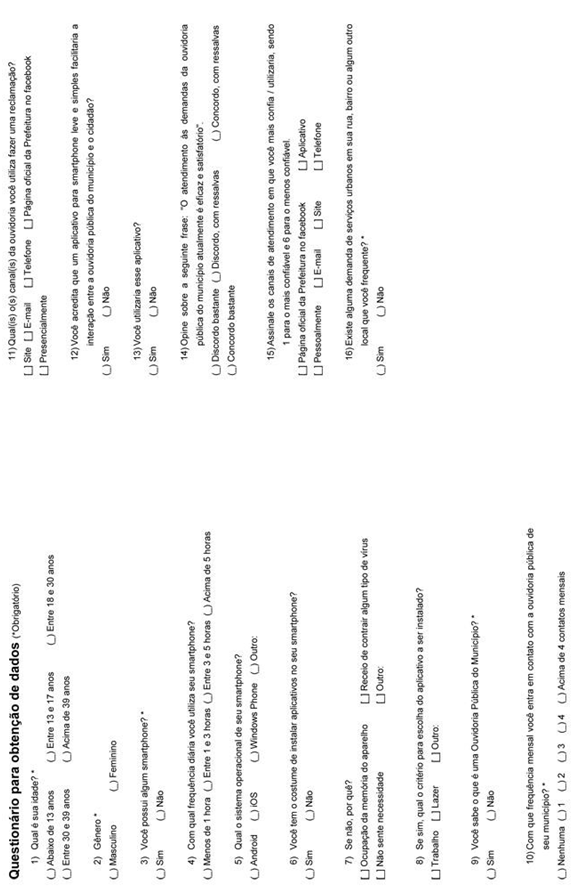 Questionário para obtenção de dados (*Obrigatório)
1) Qual é sua idade? *
(_) Abaixo de 13 anos (_) Entre 13 e 17 anos (_) Entre 18 e 30 anos
(_) Entre 30 e 39 anos (_) Acima de 39 anos
2) Gênero *
(_) Masculino (_) Feminino
3) Você possui algum smartphone? *
(_) Sim (_) Não
4) Com qual frequência diária você utiliza seu smartphone?
(_) Menos de 1 hora (_) Entre 1 e 3 horas (_) Entre 3 e 5 horas (_) Acima de 5 horas
5) Qual o sistema operacional de seu smartphone?
(_) Android (_) iOS (_) Windows Phone (_) Outro:
6) Você tem o costume de instalar aplicativos no seu smartphone?
(_) Sim (_) Não
7) Se não, por quê?
[_] Ocupação da memória do aparelho [_] Receio de contrair algum tipo de vírus
[_] Não sente necessidade [_] Outro:
8) Se sim, qual o critério para escolha do aplicativo a ser instalado?
[_] Trabalho [_] Lazer [_] Outro:
9) Você sabe o que é uma Ouvidoria Pública do Município? *
(_) Sim (_) Não
10) Com que frequência mensal você entra em contato com a ouvidoria pública de
seu município? *
(_) Nenhuma (_) 1 (_) 2 (_) 3 (_) 4 (_) Acima de 4 contatos mensais
11) Qual(is) o(s) canal(is) da ouvidoria você utiliza fazer uma reclamação?
[_] Site [_] E-mail [_] Telefone [_] Página oficial da Prefeitura no facebook
[_] Presencialmente
12) Você acredita que um aplicativo para smartphone leve e simples facilitaria a
interação entre a ouvidoria pública do município e o cidadão?
(_) Sim (_) Não
13) Você utilizaria esse aplicativo?
(_) Sim (_) Não
14) Opine sobre a seguinte frase: "O atendimento às demandas da ouvidoria
pública do município atualmente é eficaz e satisfatório".
(_) Discordo bastante (_) Discordo, com ressalvas (_) Concordo, com ressalvas
(_) Concordo bastante
15) Assinale os canais de atendimento em que você mais confia / utilizaria, sendo
1 para o mais confiável e 6 para o menos confiável.
[_] Página oficial da Prefeitura no facebook [_] Aplicativo
[_] Pessoalmente [_] E-mail [_] Site [_] Telefone
16) Existe alguma demanda de serviços urbanos em sua rua, bairro ou algum outro
local que você frequente? *
(_) Sim (_) Não